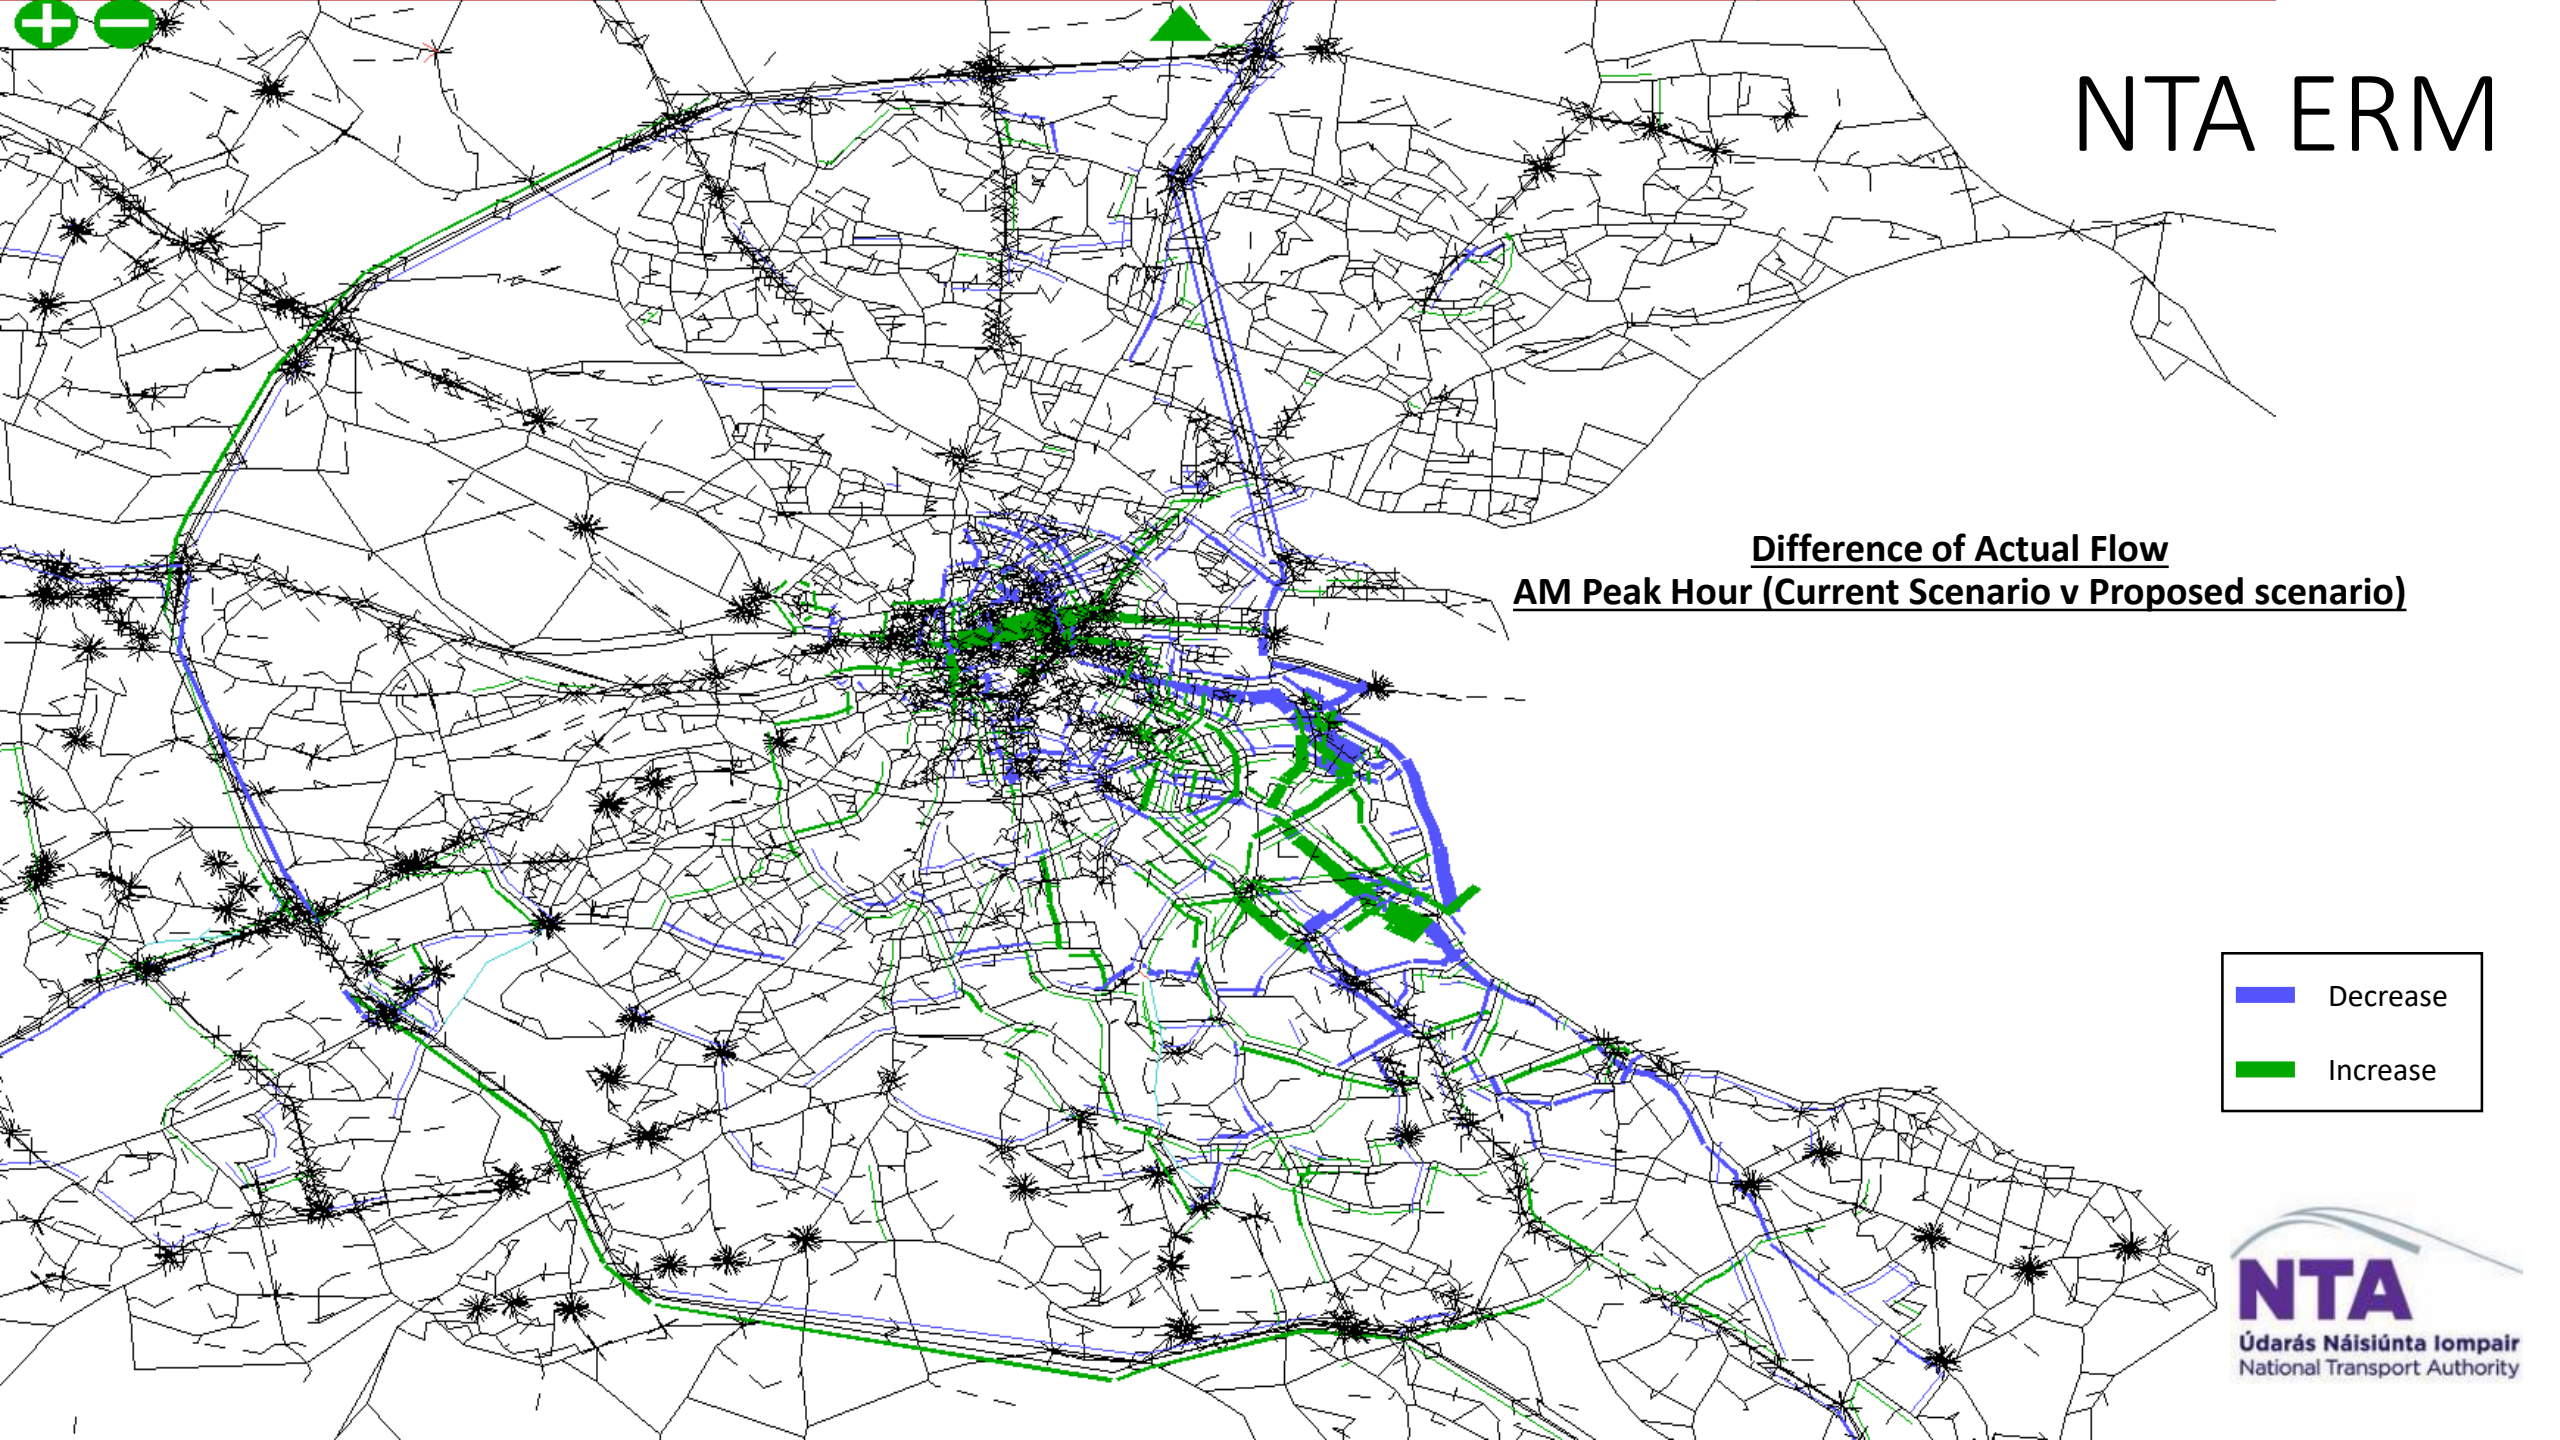 NTA ERM
Difference of Actual Flow
AM Peak Hour (Current Scenario v Proposed scenario)
Decrease
Increase
NTA
Údarás Náisiúnta Iompair
National Transport Authority